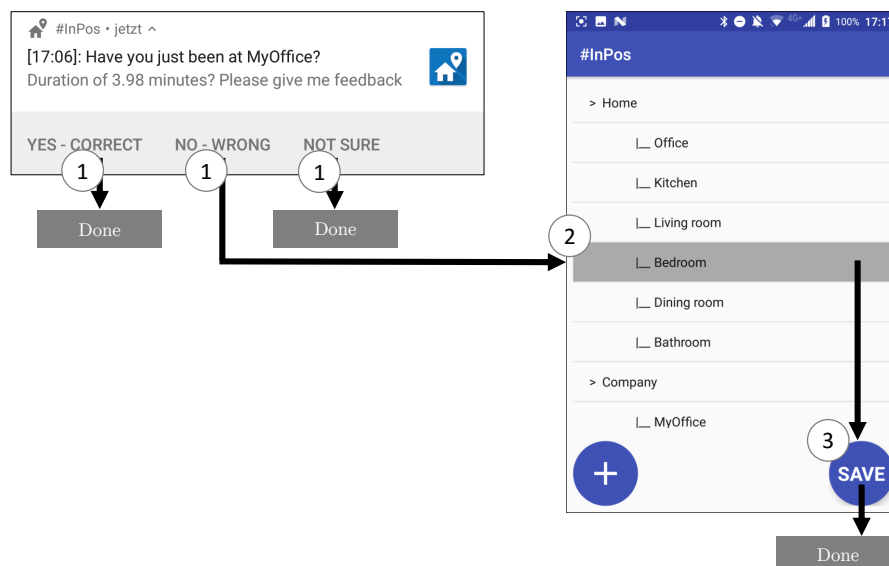 #InPos • jetzt ^
[17:06]: Have you just been at MyOffice?
Duration of 3.98 minutes? Please give me feedback
YES - CORRECT NO - WRONG NOT SURE
1 1 1
Done Done
4G+ 100%
#InPos
> Home
|__ Office
|__ Kitchen
|__ Living room
2
|__ Bedroom
|__ Dining room
|__ Bathroom
> Company
|__ MyOffice
3
+ SAVE
Done